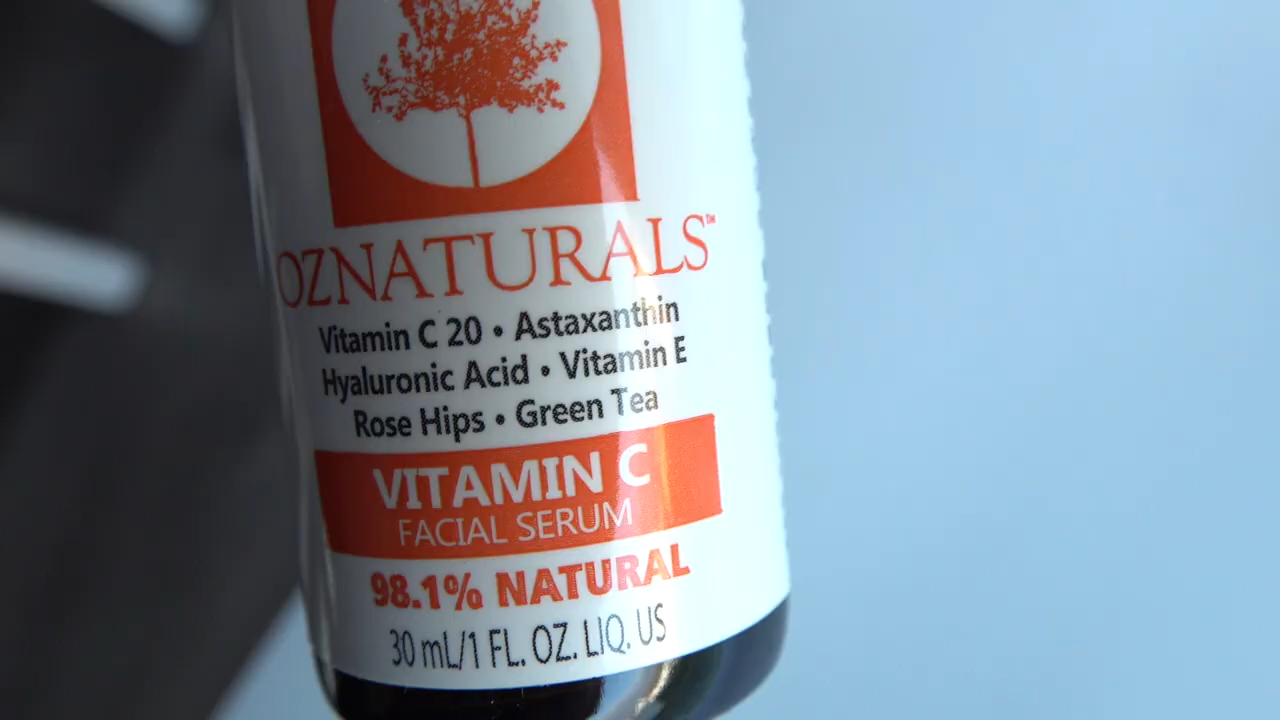 OZNATURALS™
Vitamin C 20 • Astaxanthin
Hyaluronic Acid • Vitamin E
Rose Hips • Green Tea
VITAMIN C
FACIAL SERUM
98.1% NATURAL
30 mL/1 FL. OZ. LIQ. US